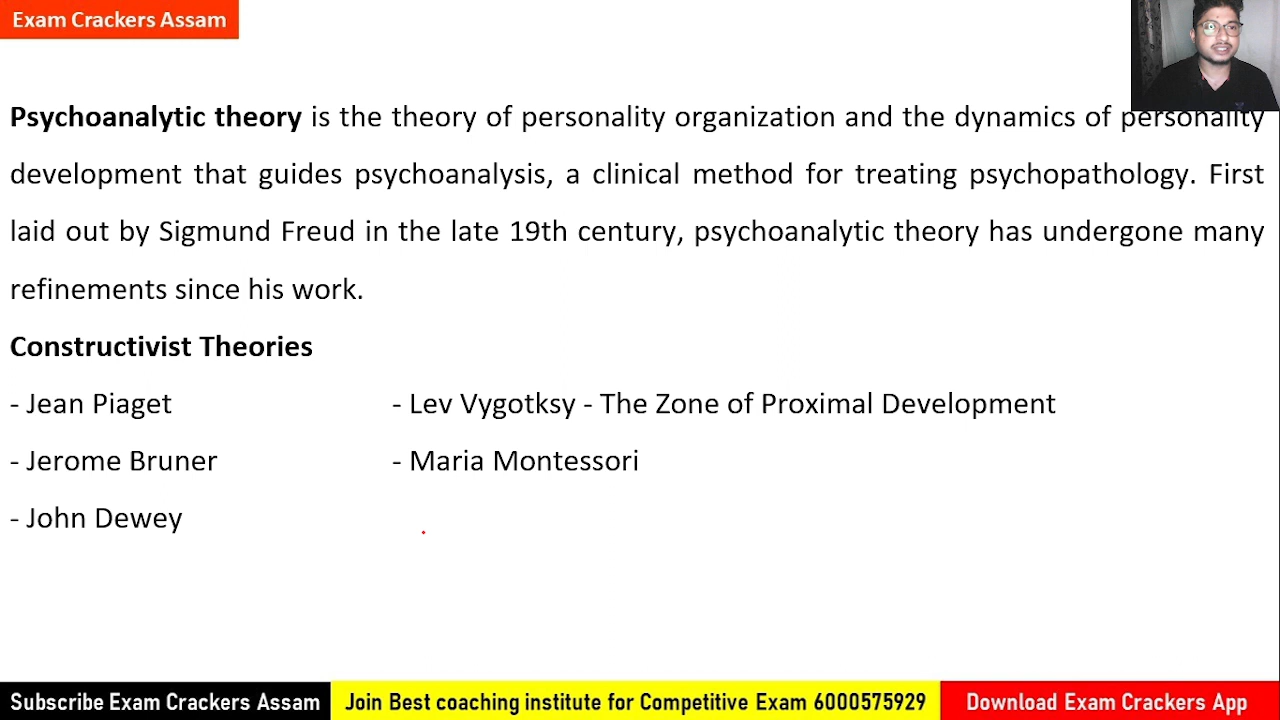 Exam Crackers Assam
Psychoanalytic theory is the theory of personality organization and the dynamics of personality
development that guides psychoanalysis, a clinical method for treating psychopathology. First
laid out by Sigmund Freud in the late 19th century, psychoanalytic theory has undergone many
refinements since his work.
Constructivist Theories
- Jean Piaget - Lev Vygotksy - The Zone of Proximal Development
- Jerome Bruner - Maria Montessori
- John Dewey
Subscribe Exam Crackers Assam Join Best coaching institute for Competitive Exam 6000575929 Download Exam Crackers App